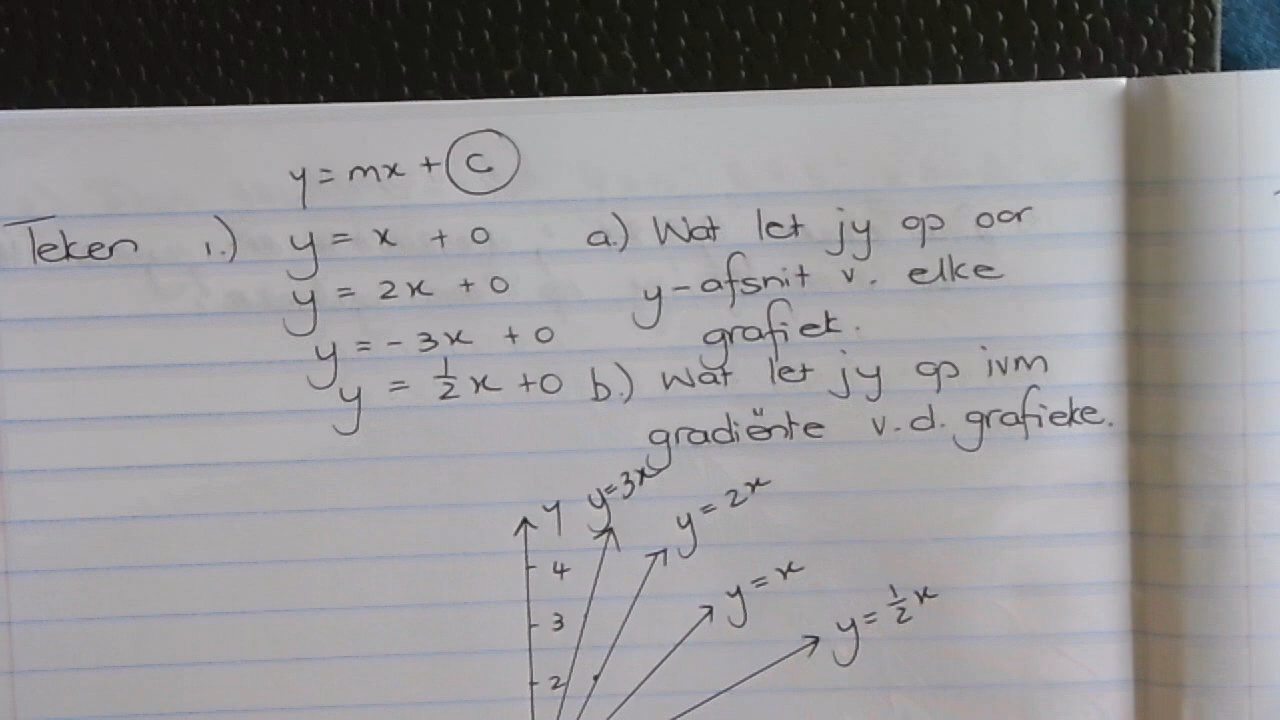 y = mx + c
Teken 1.) y = x + 0 a.) Wat let jy op oor
y = 2x + 0 y-afsnit v. elke
y = -3x + 0 grafiek.
y = ½x + 0 b.) Wat let jy op ivm
gradiënte v.d. grafieke.
Y y=3x y=2x
4 y=x
3 y=½x
2